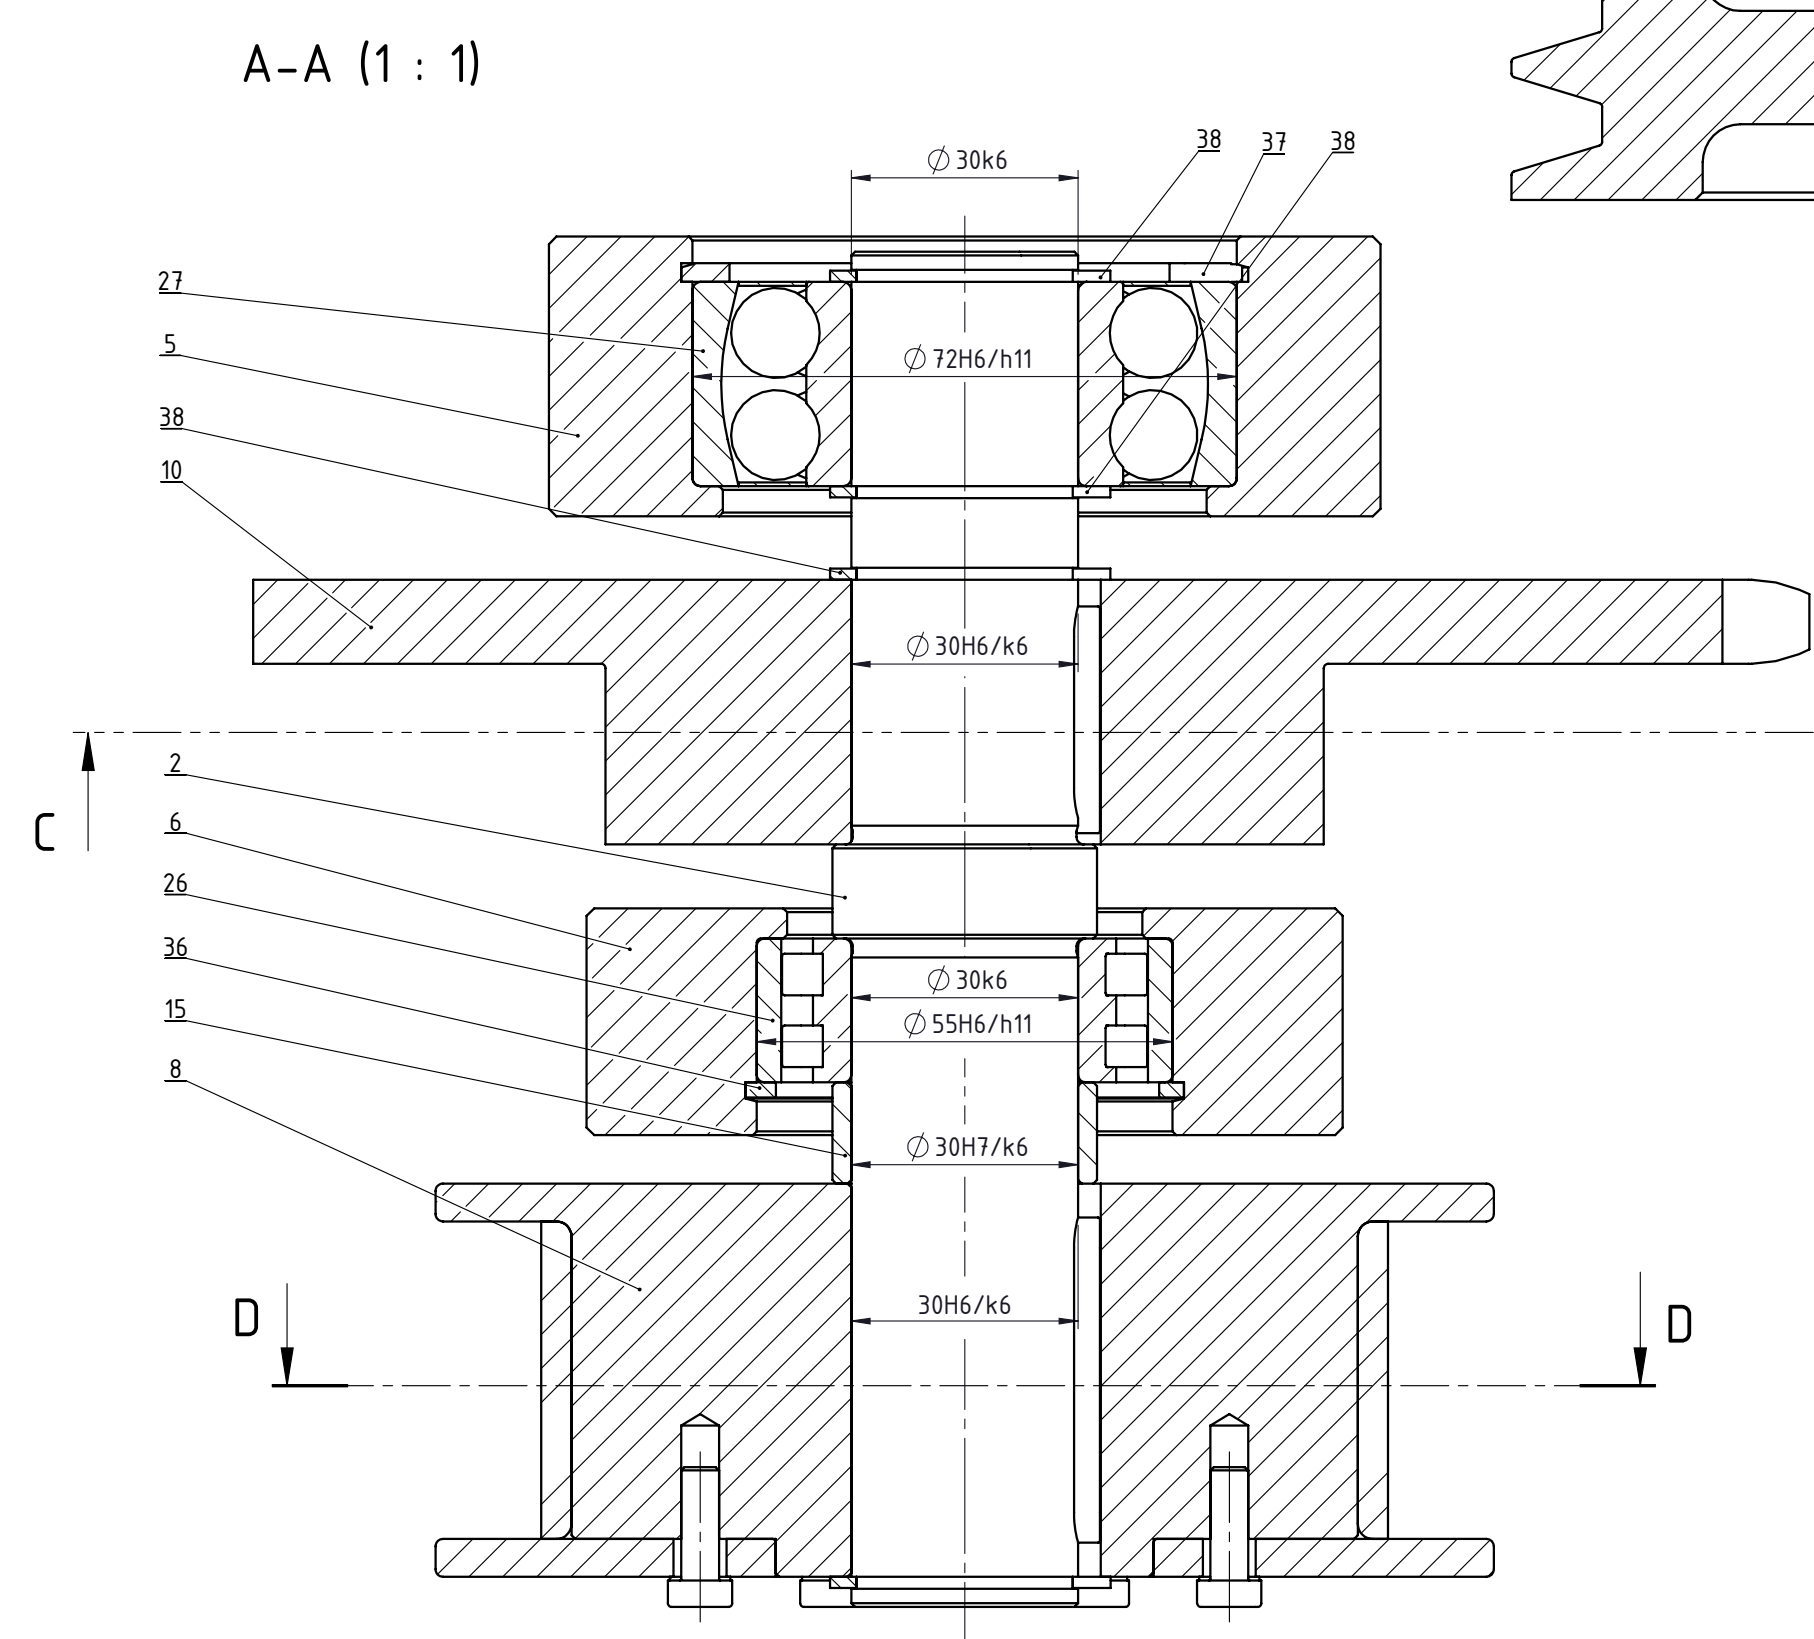 A-A (1 : 1)
38
37
38
⌀ 30k6
27
5
⌀ 72H6/h11
38
10
⌀ 30H6/k6
2
C
6
26
36
⌀ 30k6
15
⌀ 55H6/h11
8
⌀ 30H7/k6
D
30H6/k6
D